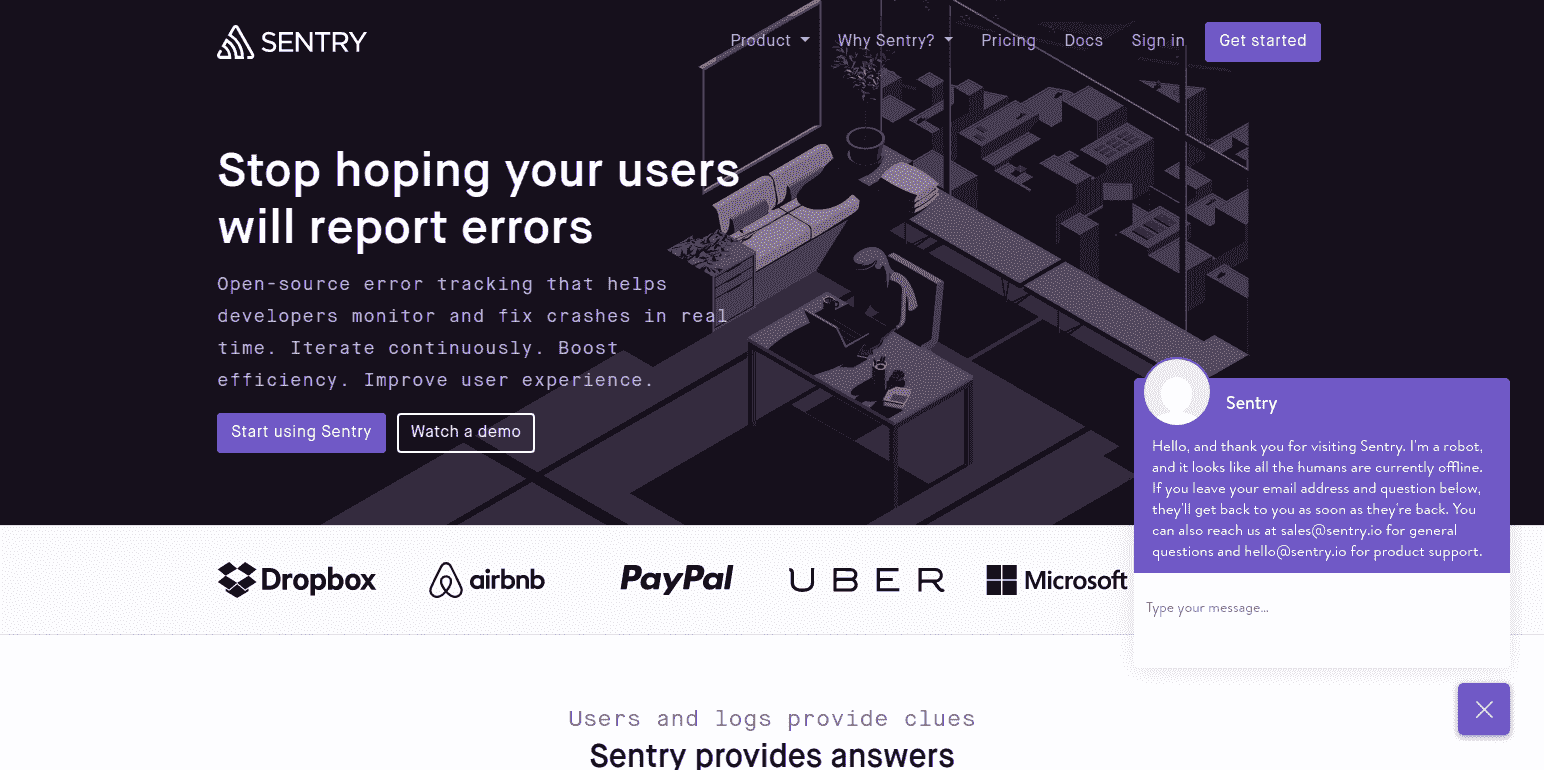 SENTRY
Product
Why Sentry?
Pricing
Docs
Sign in
Get started
Stop hoping your users
will report errors
Open-source error tracking that helps
developers monitor and fix crashes in real
time. Iterate continuously. Boost
efficiency. Improve user experience.
Start using Sentry
Watch a demo
Sentry
Hello, and thank you for visiting Sentry. I'm a robot,
and it looks like all the humans are currently offline.
If you leave your email address and question below,
they'll get back to you as soon as they're back. You
can also reach us at sales@sentry.io for general
questions and hello@sentry.io for product support.
Type your message...
Dropbox
airbnb
PayPal
UBER
Microsoft
Users and logs provide clues
Sentry provides answers